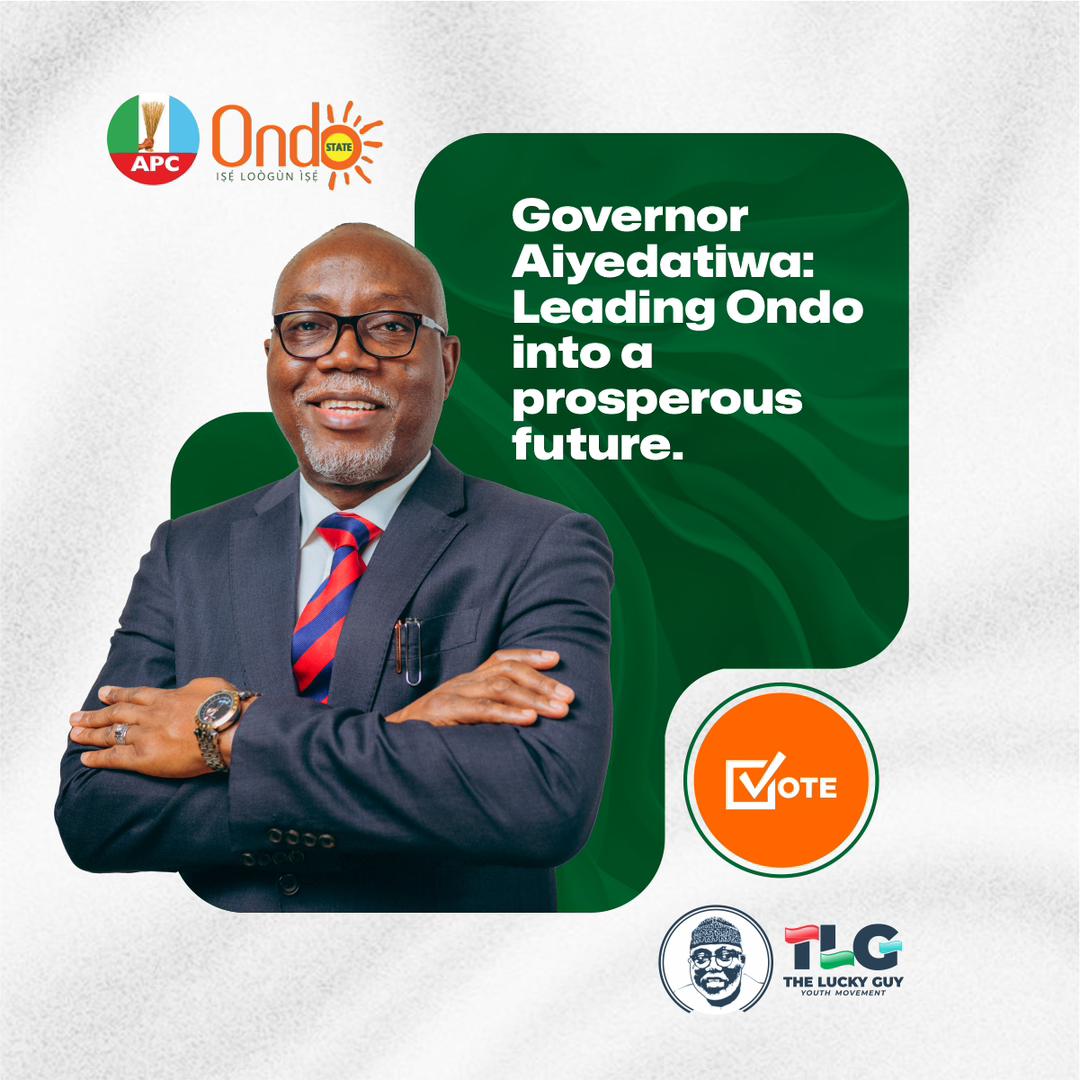 APC
Ondo
STATE
IṢẸ́ LOÒGÙN ÌṢẸ́
Governor
Aiyedatiwa:
Leading Ondo
into a
prosperous
future.
VOTE
TLG
THE LUCKY GUY
YOUTH MOVEMENT